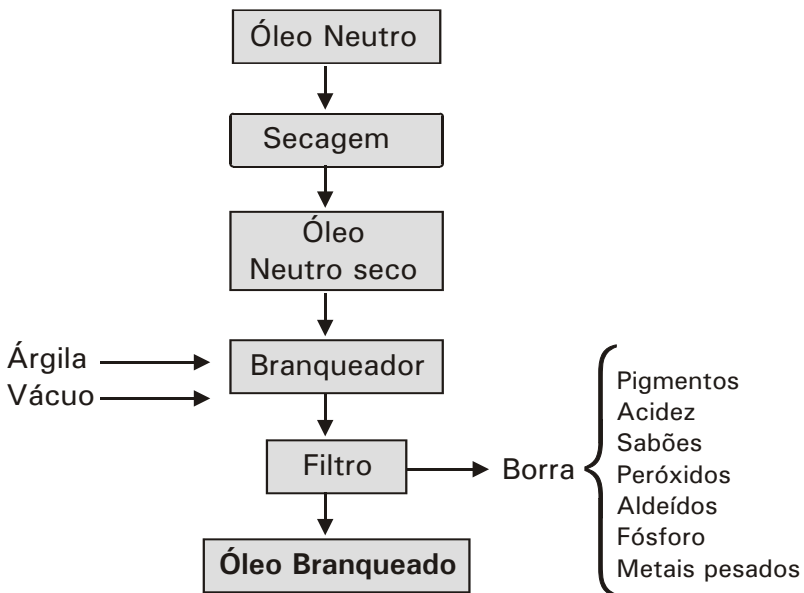 Óleo Neutro
Secagem
Óleo
Neutro seco
Árgila
Vácuo
Branqueador
Filtro
Borra
Pigmentos
Acidez
Sabões
Peróxidos
Aldeídos
Fósforo
Metais pesados
Óleo Branqueado